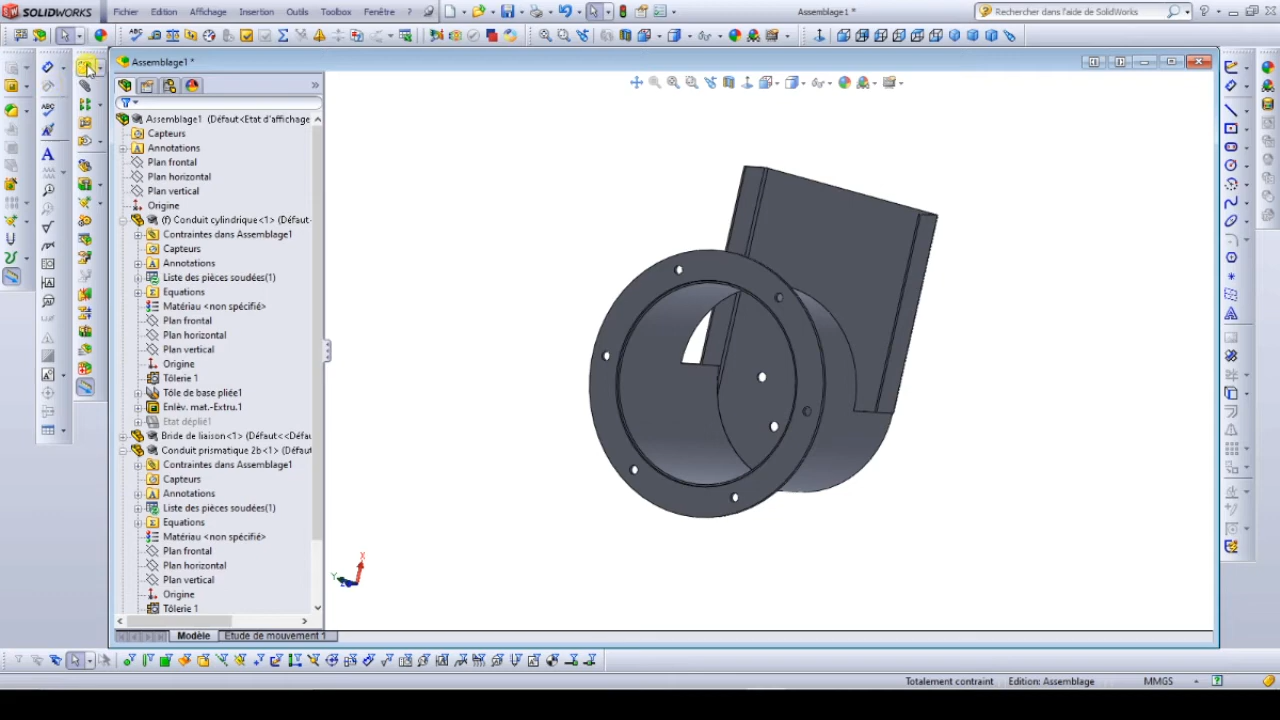 SOLIDWORKS Fichier Edition Affichage Insertion Outils Toolbox Fenêtre ? Assemblage1 * Rechercher dans l'aide de SolidWorks ?
Assemblage1 *
Assemblage1 (Défaut<Etat d'affichage
Capteurs
Annotations
Plan frontal
Plan horizontal
Plan vertical
Origine
(f) Conduit cylindrique<1> (Défaut
Contraintes dans Assemblage1
Capteurs
Annotations
Liste des pièces soudées(1)
Equations
Matériau <non spécifié>
Plan frontal
Plan horizontal
Plan vertical
Origine
Tôlerie 1
Tôle de base pliée1
Enlèv. mat.-Extru.1
Etat déplié1
Bride de liaison<1> (Défaut<<Défau
Conduit prismatique 2b<1> (Défaut
Contraintes dans Assemblage1
Capteurs
Annotations
Liste des pièces soudées(1)
Equations
Matériau <non spécifié>
Plan frontal
Plan horizontal
Plan vertical
Origine
Tôlerie 1
X
Y
Modèle Etude de mouvement 1
Totalement contraint Edition: Assemblage MMGS ?